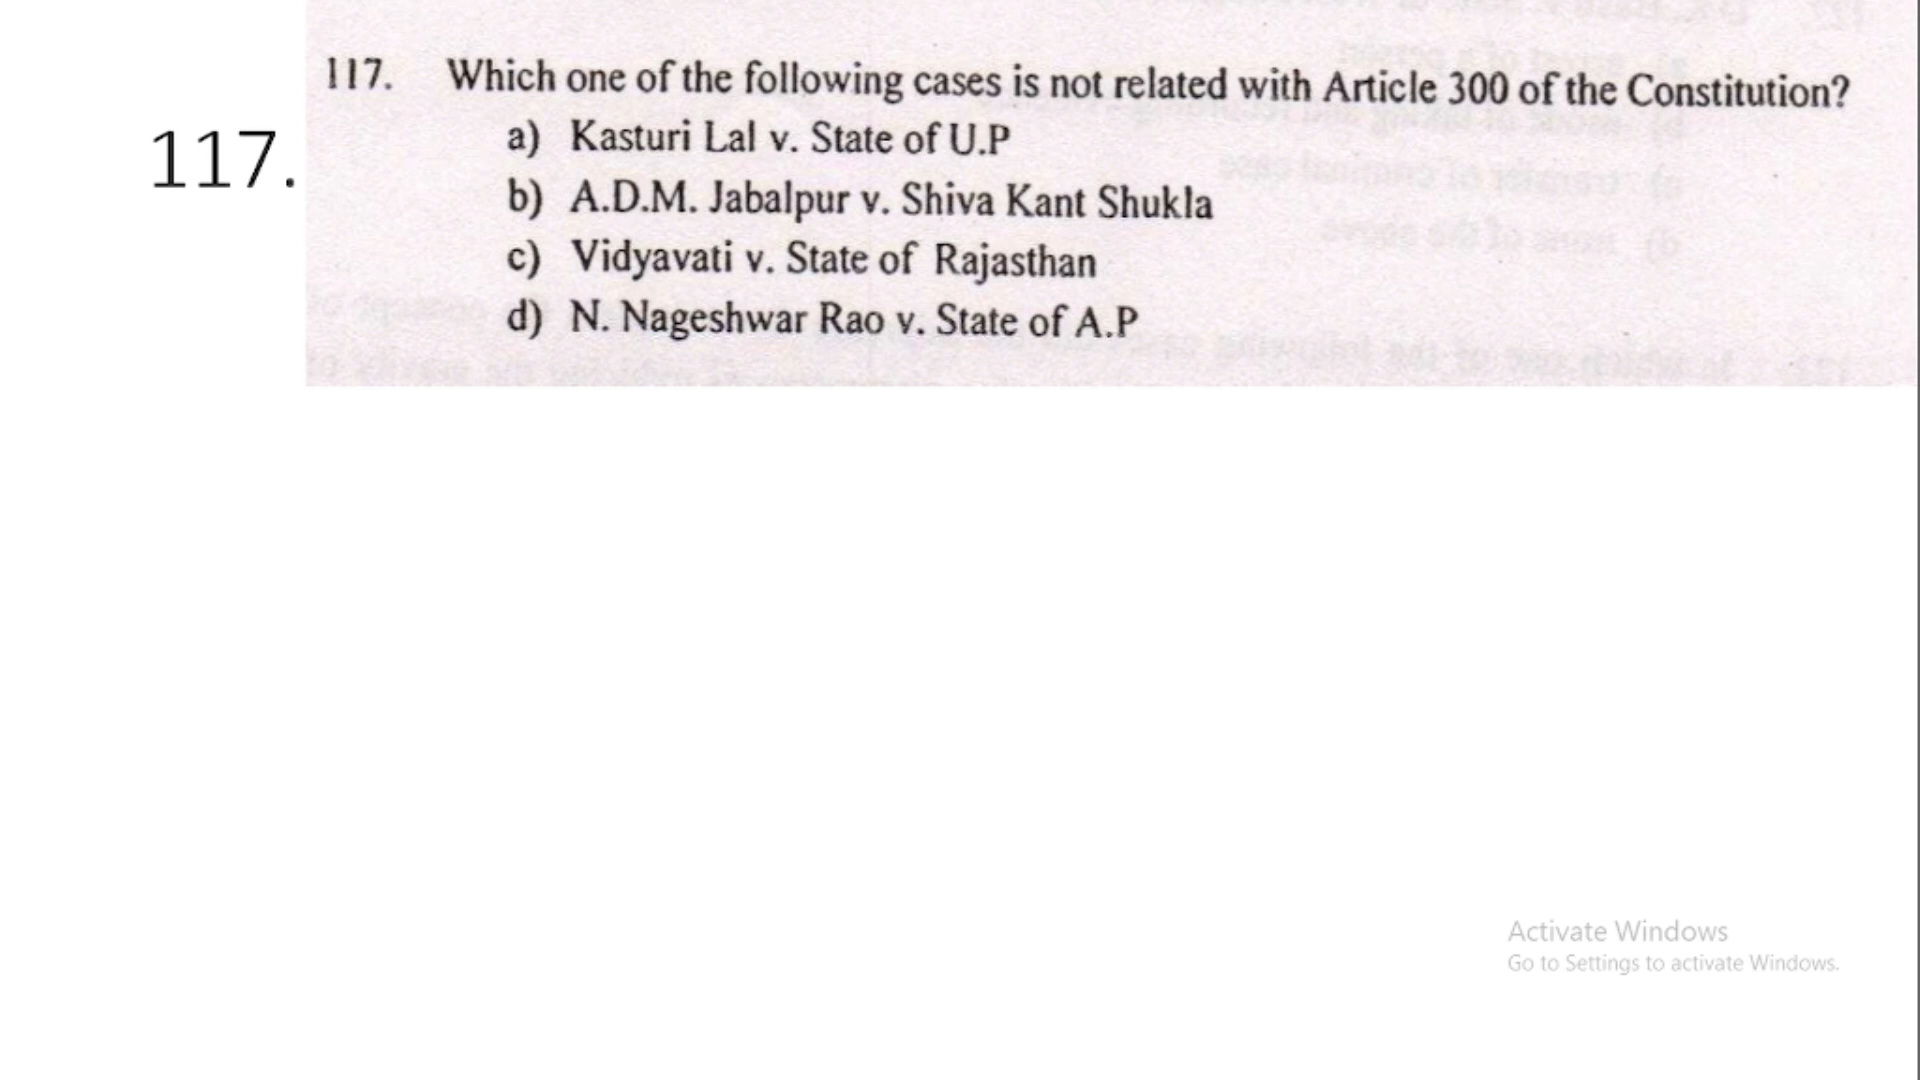 117. Which one of the following cases is not related with Article 300 of the Constitution?
117.
a) Kasturi Lal v. State of U.P
b) A.D.M. Jabalpur v. Shiva Kant Shukla
c) Vidyavati v. State of Rajasthan
d) N. Nageshwar Rao v. State of A.P
Activate Windows
Go to Settings to activate Windows.